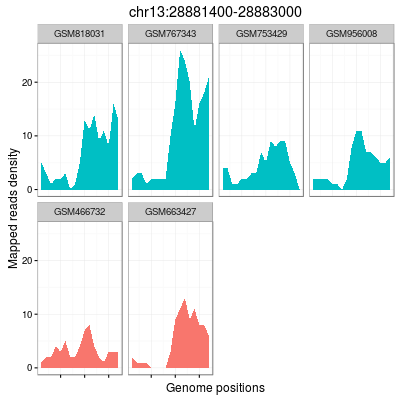 chr13:28881400-28883000
GSM818031 GSM767343 GSM753429 GSM956008
20
10
0
Mapped reads density
GSM466732 GSM663427
20
10
0
Genome positions